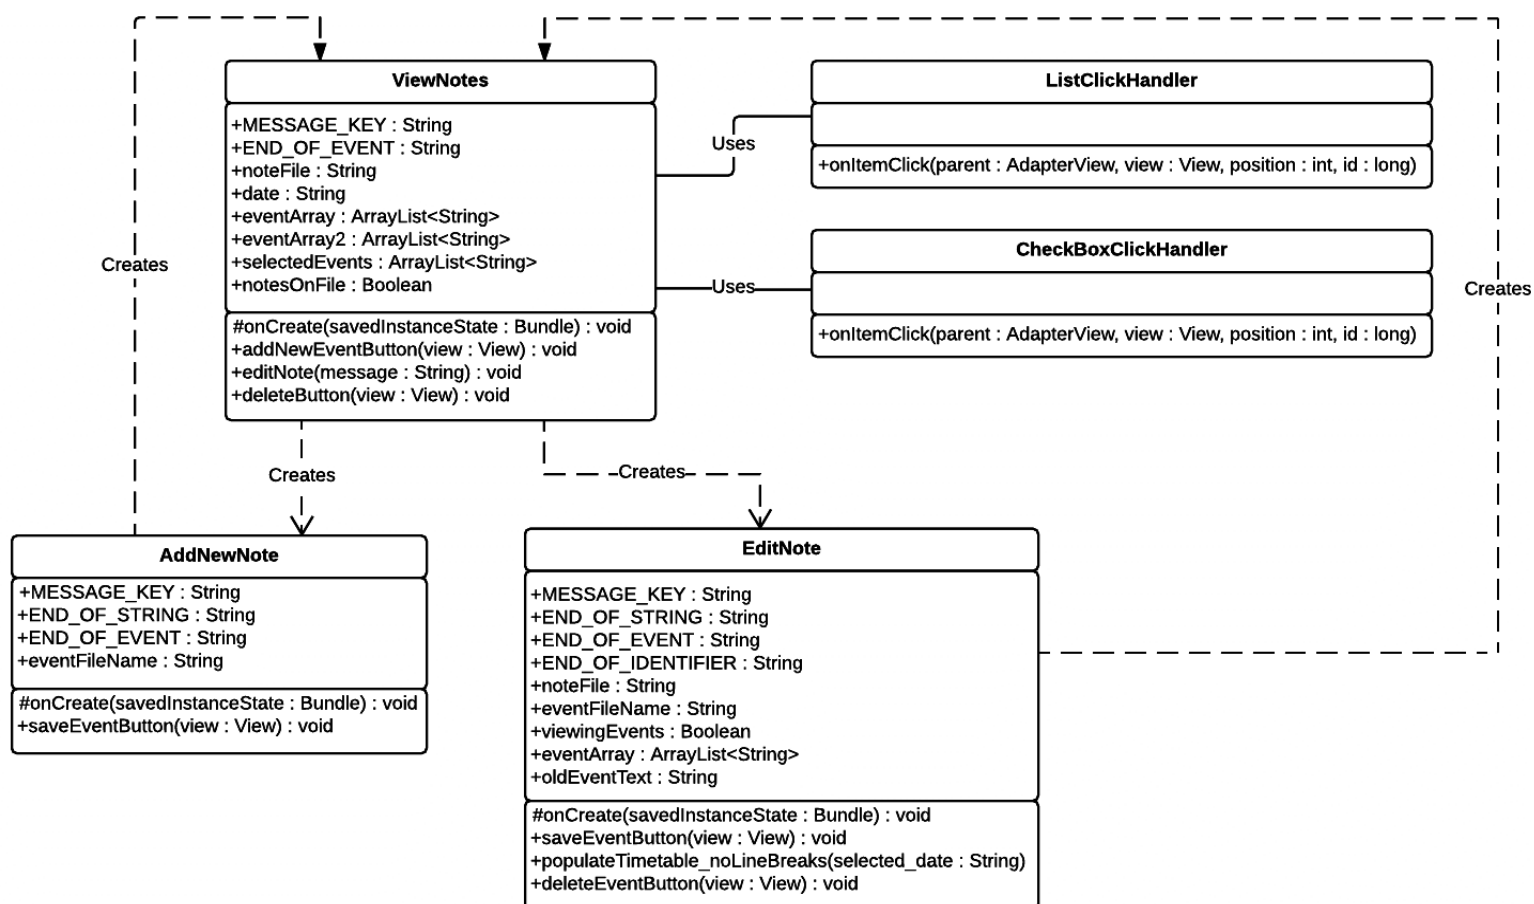 ViewNotes
+MESSAGE_KEY : String
+END_OF_EVENT : String
+noteFile : String
+date : String
+eventArray : ArrayList<String>
+eventArray2 : ArrayList<String>
+selectedEvents : ArrayList<String>
+notesOnFile : Boolean
#onCreate(savedInstanceState : Bundle) : void
+addNewEventButton(view : View) : void
+editNote(message : String) : void
+deleteButton(view : View) : void
Uses
ListClickHandler
+onItemClick(parent : AdapterView, view : View, position : int, id : long)
Uses
CheckBoxClickHandler
+onItemClick(parent : AdapterView, view : View, position : int, id : long)
Creates
Creates
Creates
Creates
AddNewNote
+MESSAGE_KEY : String
+END_OF_STRING : String
+END_OF_EVENT : String
+eventFileName : String
#onCreate(savedInstanceState : Bundle) : void
+saveEventButton(view : View) : void
EditNote
+MESSAGE_KEY : String
+END_OF_STRING : String
+END_OF_EVENT : String
+END_OF_IDENTIFIER : String
+noteFile : String
+eventFileName : String
+viewingEvents : Boolean
+eventArray : ArrayList<String>
+oldEventText : String
#onCreate(savedInstanceState : Bundle) : void
+saveEventButton(view : View) : void
+populateTimetable_noLineBreaks(selected_date : String)
+deleteEventButton(view : View) : void